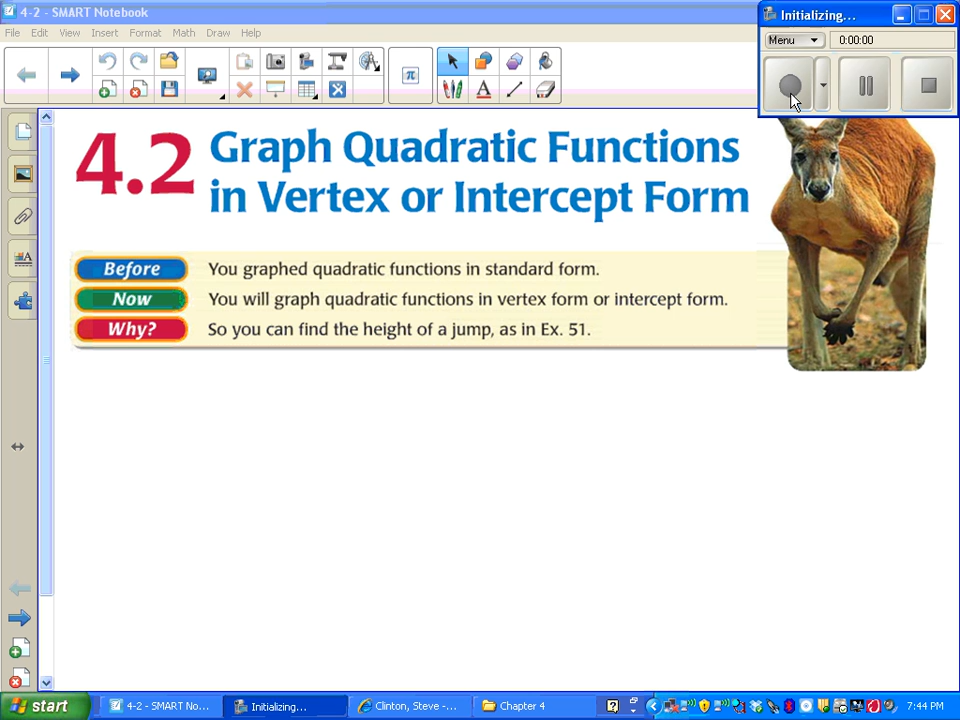 4-2 - SMART Notebook
Initializing...
File Edit View Insert Format Math Draw Help
Menu 0:00:00
π
A
4.2 Graph Quadratic Functions
in Vertex or Intercept Form
Before You graphed quadratic functions in standard form.
Now You will graph quadratic functions in vertex form or intercept form.
Why? So you can find the height of a jump, as in Ex. 51.
start 4-2 - SMART No... Initializing... Clinton, Steve -... Chapter 4 7:44 PM